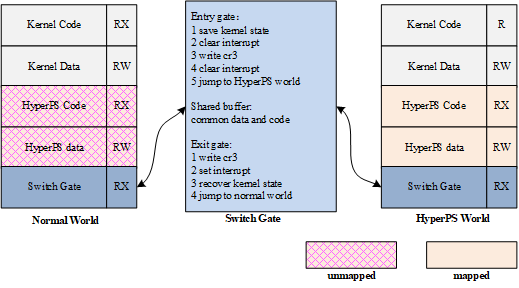 Kernel Code RX
Kernel Data RW
HyperPS Code RX
HyperPS data RW
Switch Gate RX
Normal World
Entry gate:
1 save kernel state
2 clear interrupt
3 write cr3
4 clear interrupt
5 jump to HyperPS world
Shared buffer:
common data and code
Exit gate:
1 write cr3
2 set interrupt
3 recover kernel state
4 jump to normal world
Switch Gate
Kernel Code R
Kernel Data RW
HyperPS Code RX
HyperPS data RW
Switch Gate RX
HyperPS World
unmapped
mapped